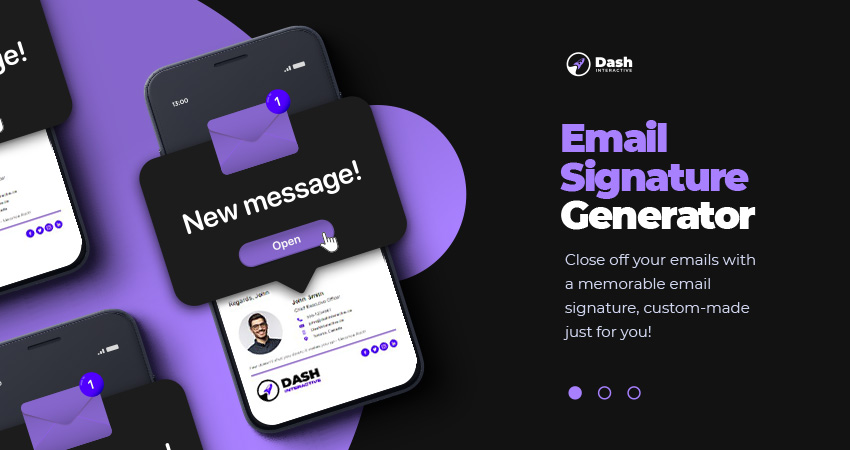 ge!
13:00
1
New message!
Open
Regards, John
John Smith
Chief Executive Officer
DASH
INTERACTIVE
1
Dash
INTERACTIVE
Email
Signature
Generator
Close off your emails with
a memorable email
signature, custom-made
just for you!